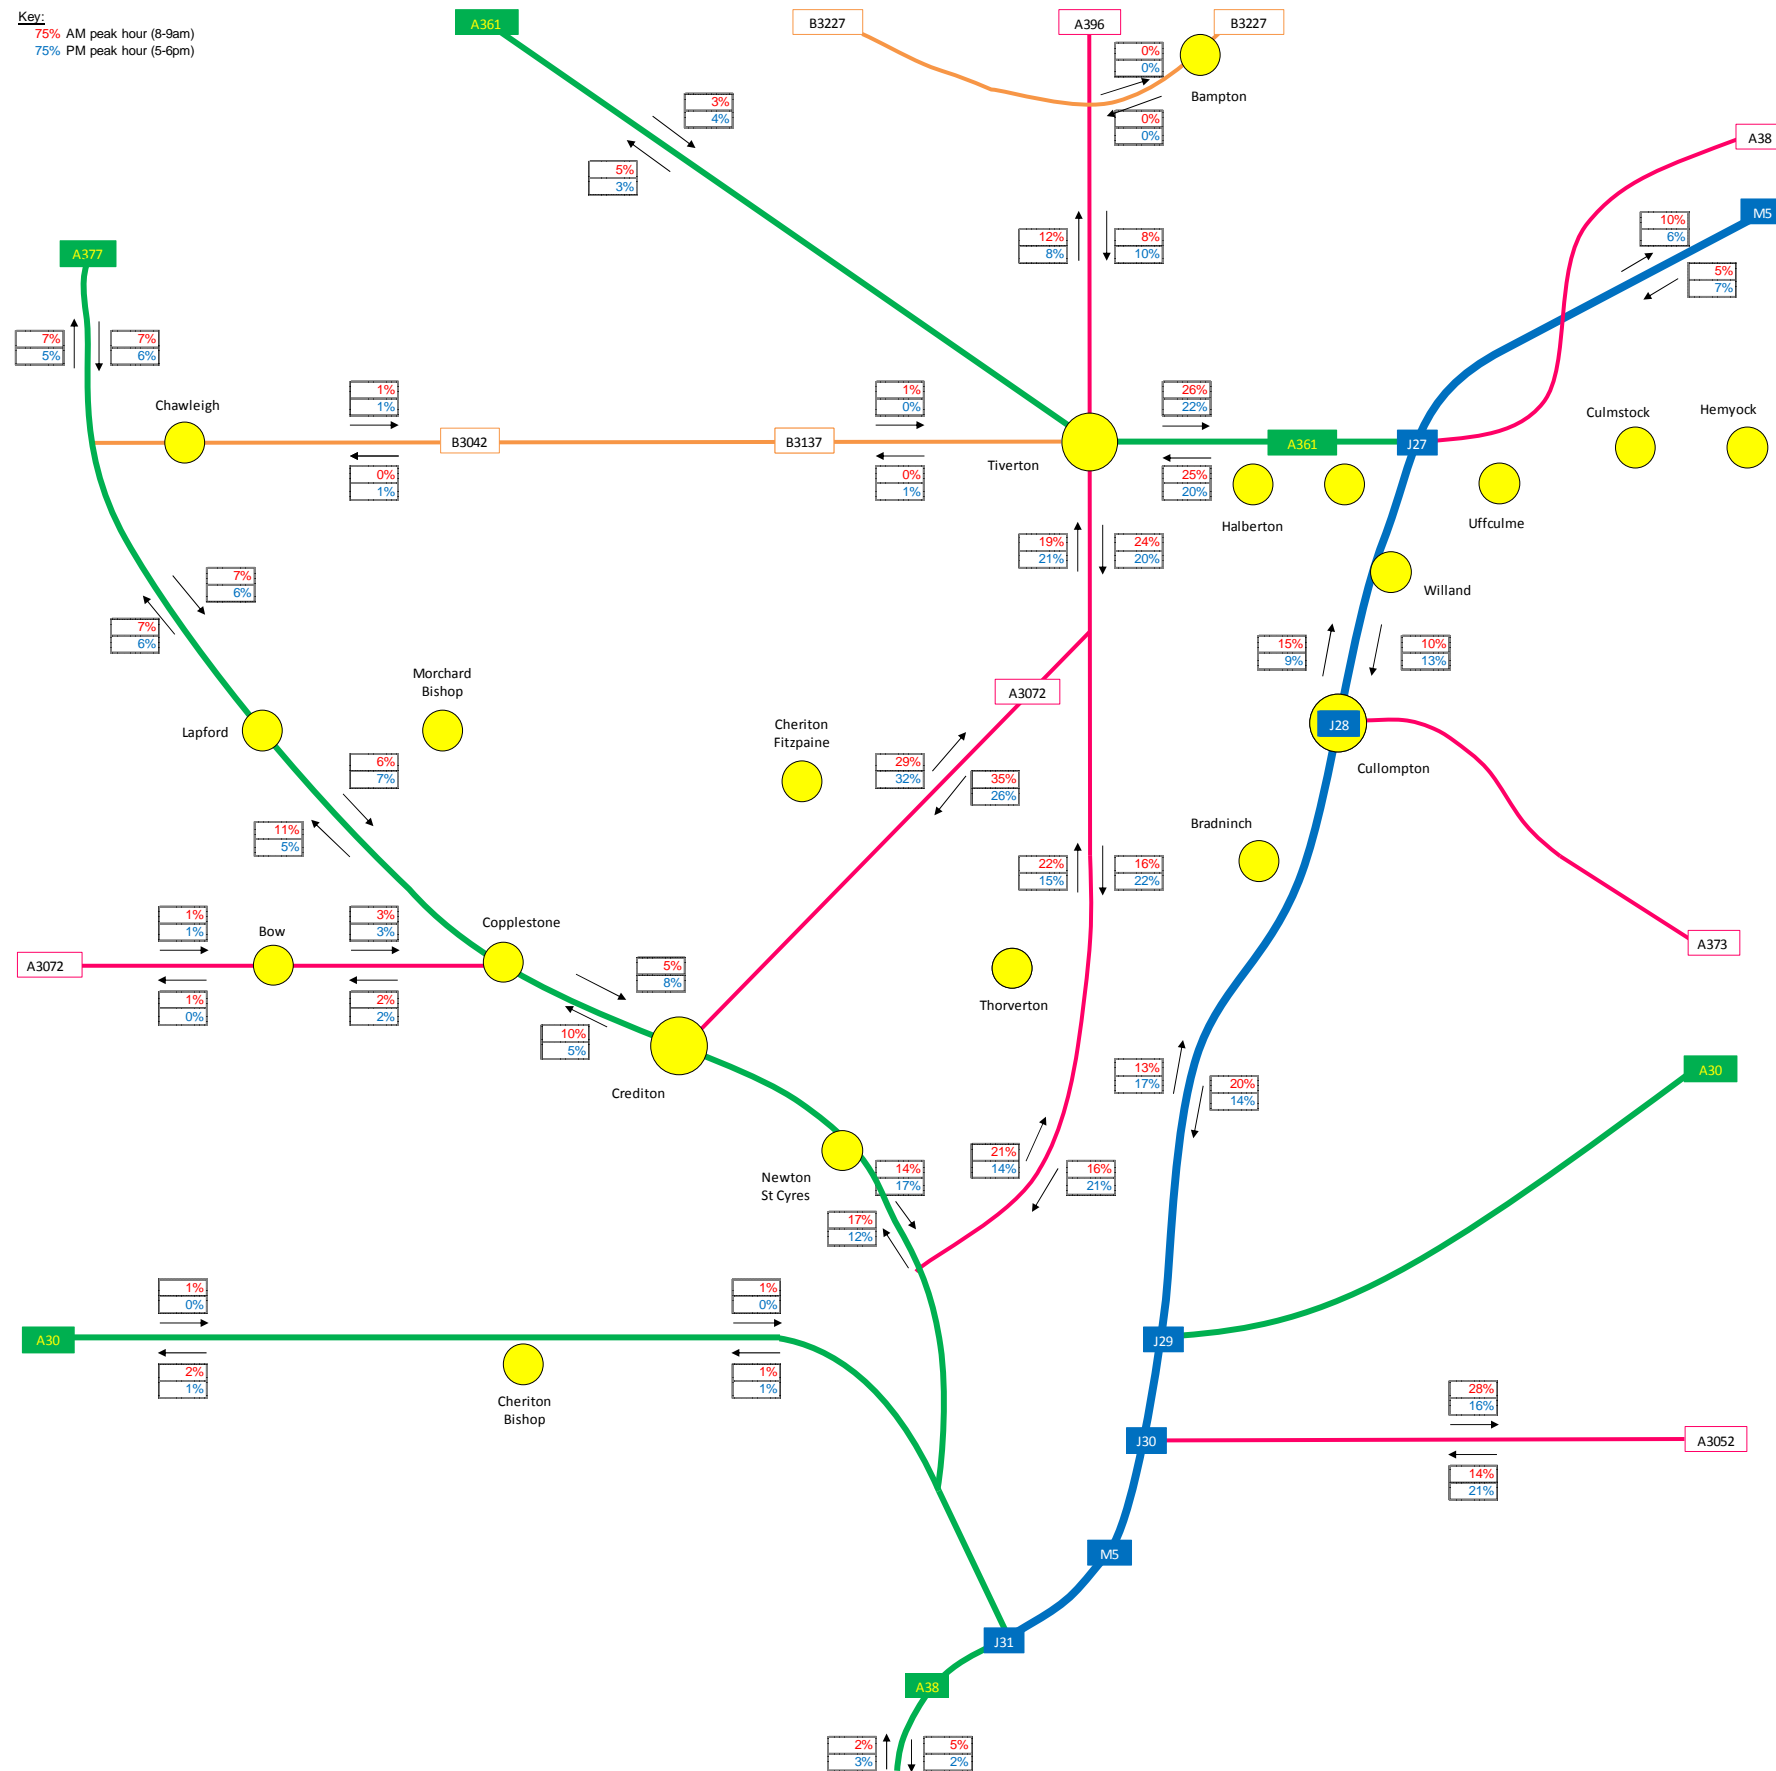 Key:
75% AM peak hour (8-9am)
75% PM peak hour (5-6pm)
A361
B3227
A396
B3227
0%
0%
Bampton
3%
4%
0%
0%
A38
5%
3%
M5
10%
6%
12%
8%
8%
10%
A377
5%
7%
7%
5%
7%
6%
Chawleigh
1%
1%
1%
0%
26%
22%
Culmstock
Hemyock
B3042
B3137
Tiverton
A361
J27
0%
1%
0%
1%
25%
20%
Halberton
Uffculme
19%
21%
24%
20%
7%
6%
Willand
7%
6%
15%
9%
10%
13%
Morchard
Bishop
A3072
Lapford
Cheriton
Fitzpaine
J28
6%
7%
29%
32%
35%
26%
Cullompton
11%
5%
Bradninch
22%
15%
16%
22%
1%
1%
3%
3%
Bow
Copplestone
A3072
A373
5%
8%
Thorverton
1%
0%
2%
2%
10%
5%
Crediton
13%
17%
20%
14%
A30
21%
14%
16%
21%
Newton
St Cyres
14%
17%
17%
12%
1%
0%
1%
0%
A30
J29
2%
1%
1%
1%
Cheriton
Bishop
28%
16%
J30
A3052
14%
21%
M5
J31
A38
2%
3%
5%
2%